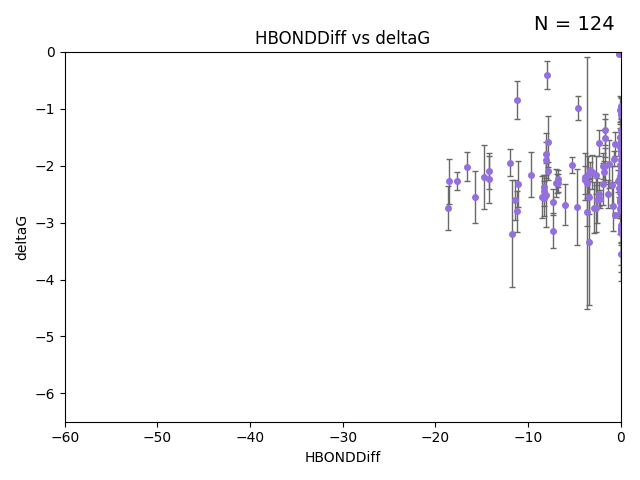 N = 124
HBONDDiff vs deltaG
0
−1
−2
−3
−4
−5
−6
deltaG
−60 −50 −40 −30 −20 −10 0
HBONDDiff